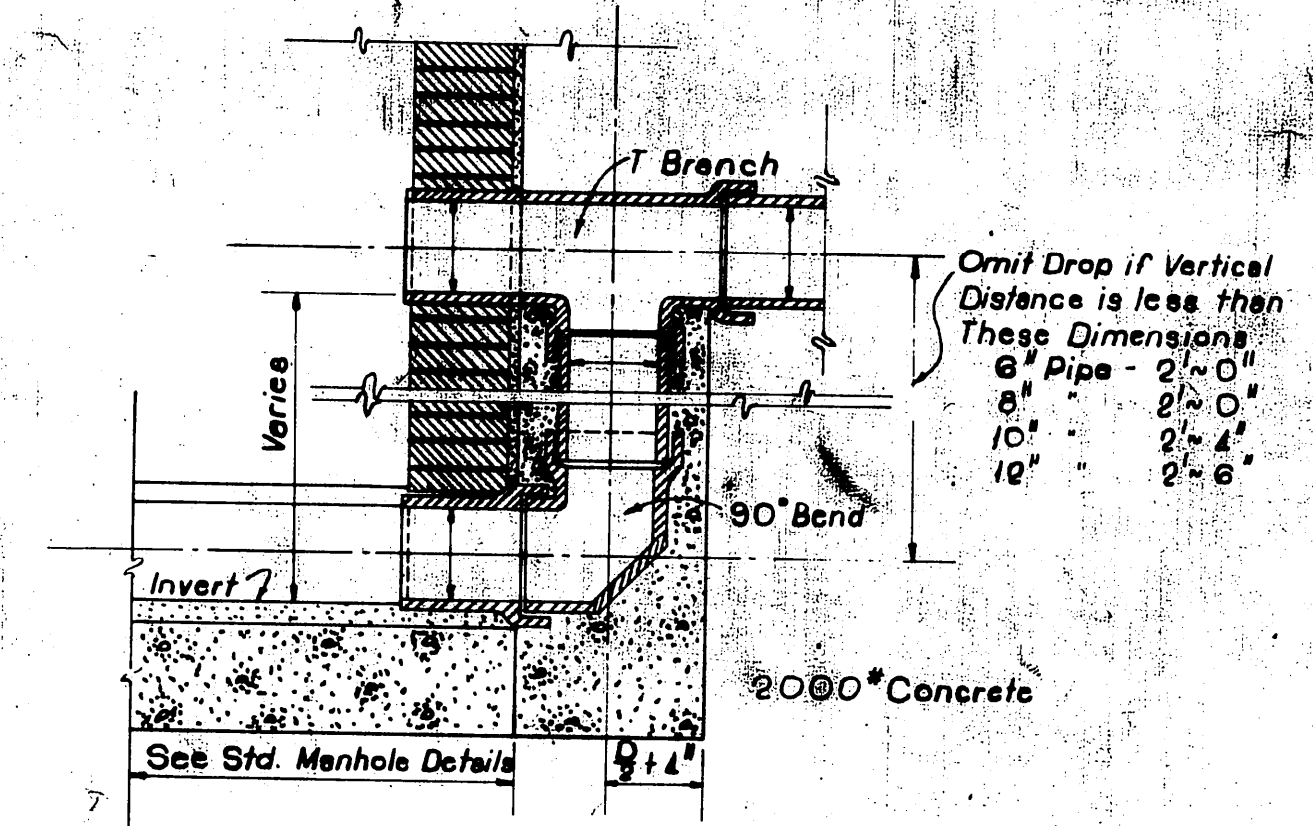 T Branch
Omit Drop if Vertical
Distance is less than
These Dimensions:
6" Pipe - 2'~0"
8" " 2'~0"
10" " 2'~4"
12" " 2'~6"
Varies
90° Bend
Invert
2000# Concrete
See Std. Manhole Details
D/2 + 4"